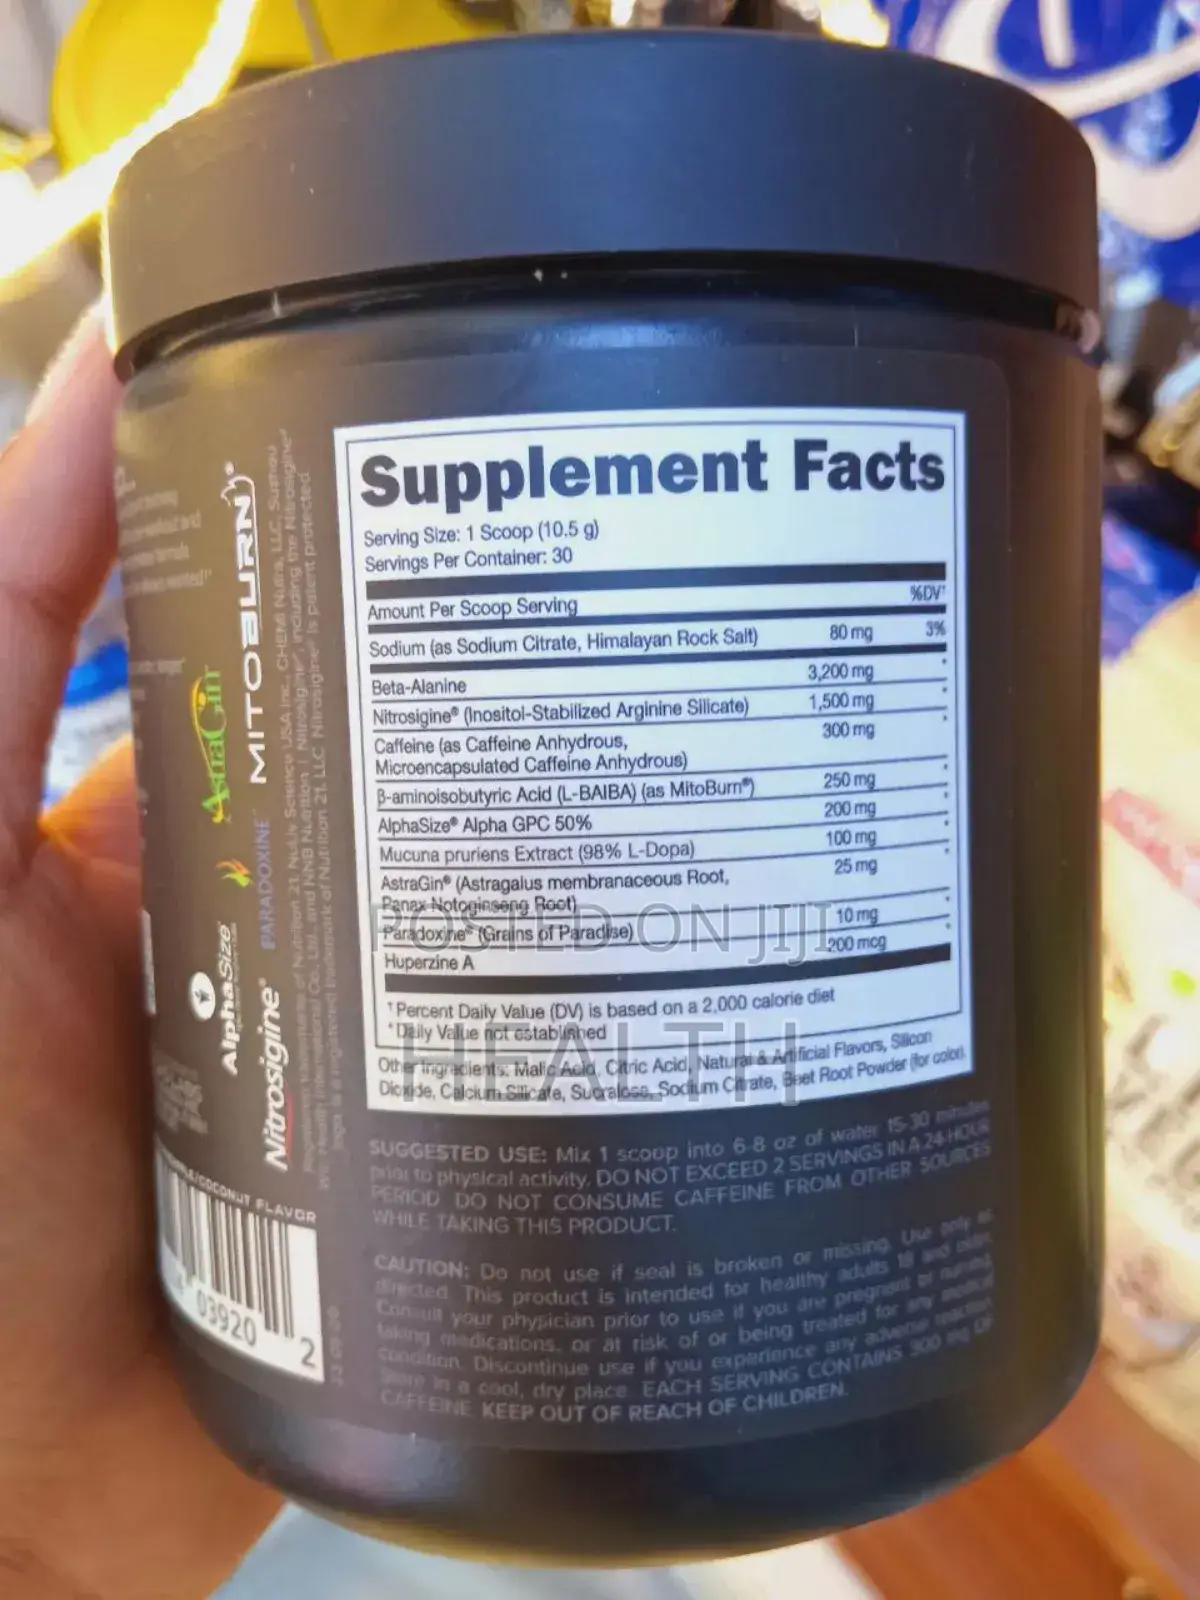 Supplement Facts
Serving Size: 1 Scoop (10.5 g)
Servings Per Container: 30
Amount Per Scoop Serving %DV†
Sodium (as Sodium Citrate, Himalayan Rock Salt) 80 mg 3%
Beta-Alanine 3,200 mg *
Nitrosigine® (Inositol-Stabilized Arginine Silicate) 1,500 mg *
Caffeine (as Caffeine Anhydrous, 300 mg *
Microencapsulated Caffeine Anhydrous)
β-aminoisobutyric Acid (L-BAIBA) (as MitoBurn®) 250 mg *
AlphaSize® Alpha GPC 50% 200 mg *
Mucuna pruriens Extract (98% L-Dopa) 100 mg *
AstraGin® (Astragalus membranaceous Root, 25 mg *
Panax Notoginseng Root)
Paradoxine® (Grains of Paradise) 10 mg *
Huperzine A 200 mcg *
†Percent Daily Value (DV) is based on a 2,000 calorie diet
*Daily Value not established
Other Ingredients: Malic Acid, Citric Acid, Natural & Artificial Flavors, Silicon
Dioxide, Calcium Silicate, Sucralose, Sodium Citrate, Beet Root Powder (for color).
SUGGESTED USE: Mix 1 scoop into 6-8 oz of water 15-30 minutes
prior to physical activity. DO NOT EXCEED 2 SERVINGS IN A 24-HOUR
PERIOD. DO NOT CONSUME CAFFEINE FROM OTHER SOURCES
WHILE TAKING THIS PRODUCT.
CAUTION: Do not use if seal is broken or missing. Use only as
directed. This product is intended for healthy adults 18 and older.
Consult your physician prior to use if you are pregnant or nursing,
taking medications, or at risk of or being treated for any medical
condition. Discontinue use if you experience any adverse reaction.
Store in a cool, dry place. EACH SERVING CONTAINS 300 mg OF
CAFFEINE. KEEP OUT OF REACH OF CHILDREN.
AstraGin
MITOBURN®
AlphaSize®
PARADOXINE
Nitrosigine®
/COCONUT FLAVOR
03920 2
POSTED ON JIJI
HEALTH